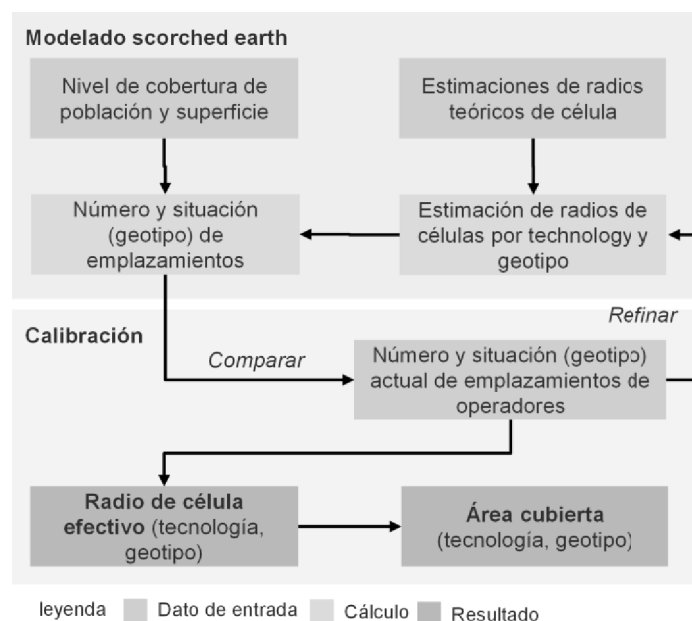 Modelado scorched earth
Nivel de cobertura de
población y superficie
Estimaciones de radios
teóricos de célula
Número y situación
(geotipo) de
emplazamientos
Estimación de radios de
células por technology y
geotipo
Refinar
Calibración
Comparar
Número y situación (geotipo)
actual de emplazamientos de
operadores
Radio de célula
efectivo (tecnología,
geotipo)
Área cubierta
(tecnología, geotipo)
leyenda
Dato de entrada
Cálculo
Resultado